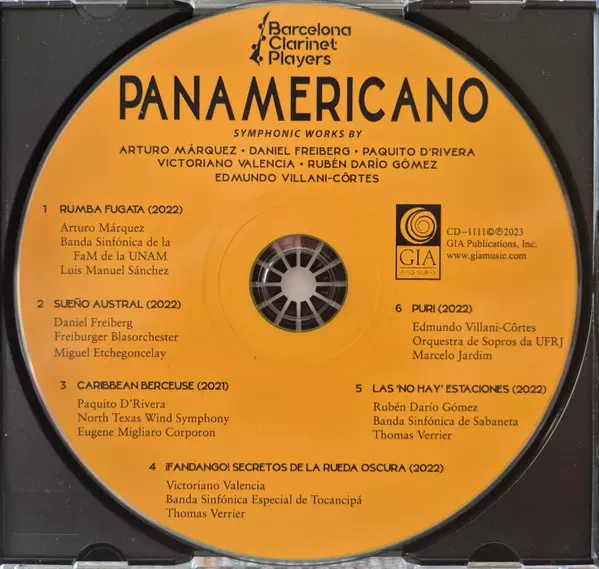 Barcelona
Clarinet
Players
PANAMERICANO
SYMPHONIC WORKS BY
ARTURO MÁRQUEZ • DANIEL FREIBERG • PAQUITO D'RIVERA
VICTORIANO VALENCIA • RUBÉN DARÍO GÓMEZ
EDMUNDO VILLANI-CÔRTES
1 RUMBA FUGATA (2022)
Arturo Márquez
Banda Sinfónica de la
FaM de la UNAM
Luis Manuel Sánchez
2 SUEÑO AUSTRAL (2022)
Daniel Freiberg
Freiburger Blasorchester
Miguel Etchegoncelay
3 CARIBBEAN BERCEUSE (2021)
Paquito D'Rivera
North Texas Wind Symphony
Eugene Migliaro Corporon
4 ¡FANDANGO! SECRETOS DE LA RUEDA OSCURA (2022)
Victoriano Valencia
Banda Sinfónica Especial de Tocancipá
Thomas Verrier
5 LAS 'NO HAY' ESTACIONES (2022)
Rubén Darío Gómez
Banda Sinfónica de Sabaneta
Thomas Verrier
6 PURI (2022)
Edmundo Villani-Côrtes
Orquestra de Sopros da UFRJ
Marcelo Jardim
GIA
WINDWORKS
CD-1111©℗2023
GIA Publications, Inc.
www.giamusic.com